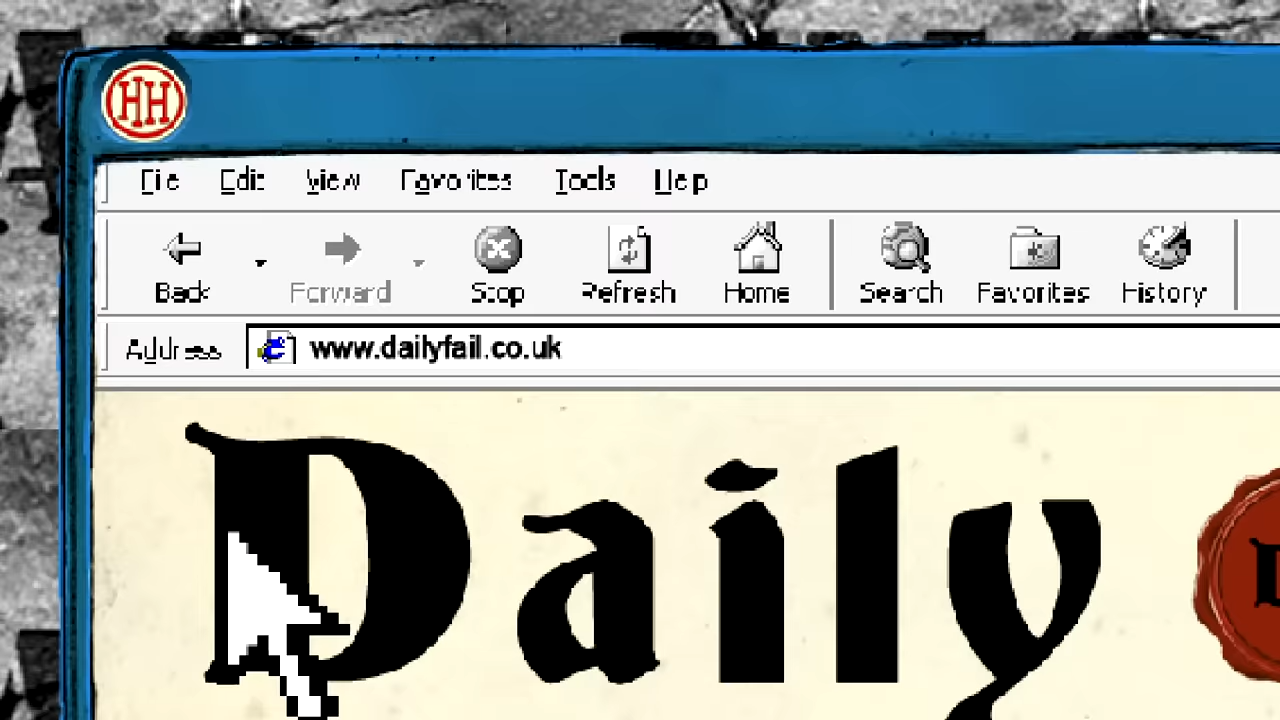 HH
File Edit View Favorites Tools Help
Back Forward Stop Refresh Home Search Favorites History
Address www.dailyfail.co.uk
Daily